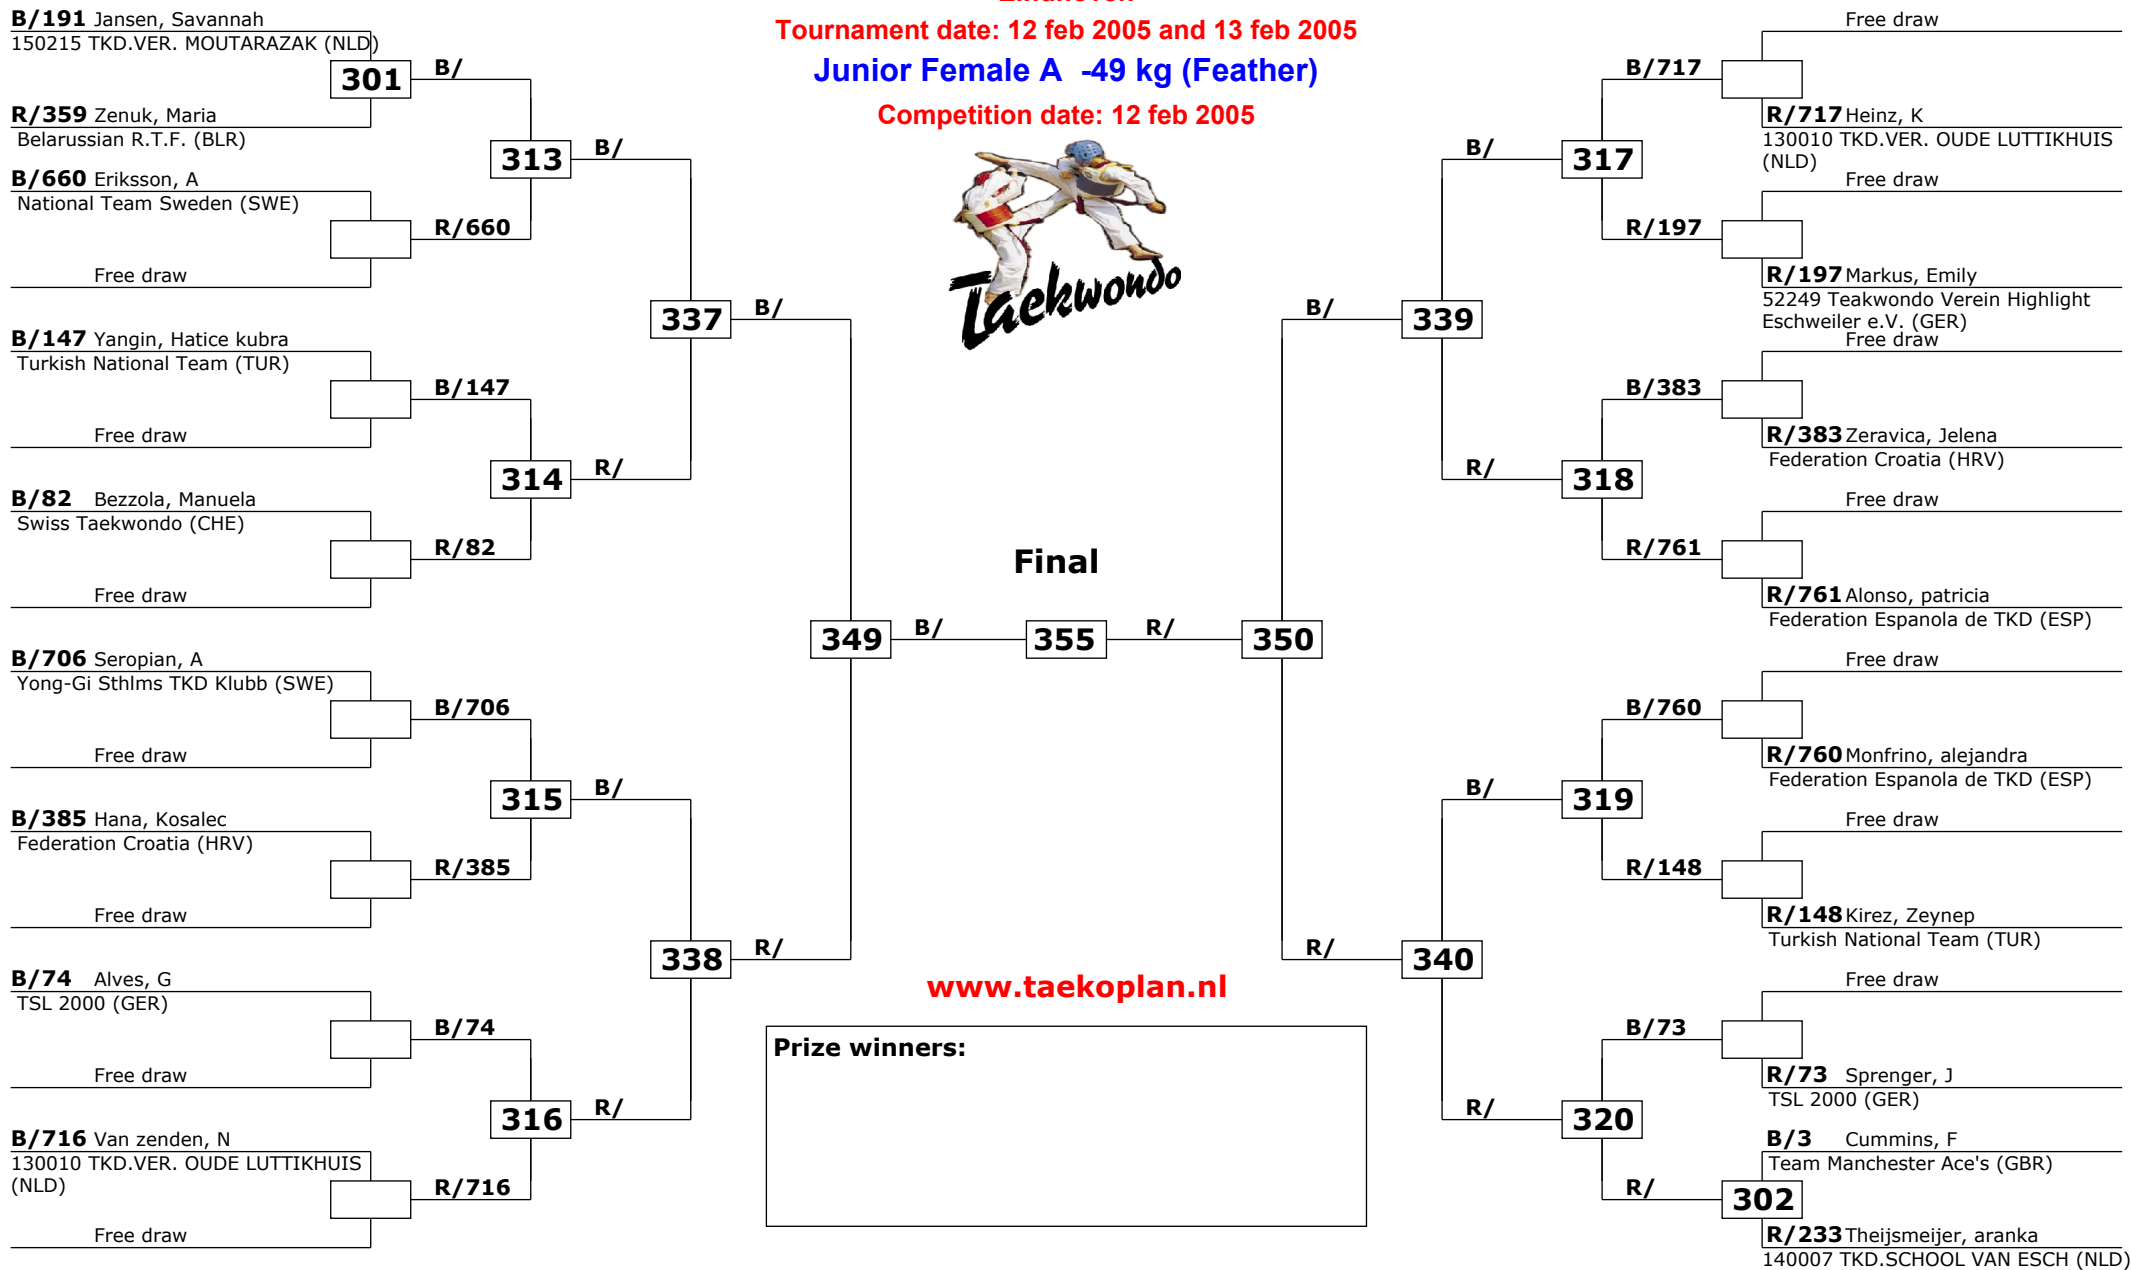 Tournament date: 12 feb 2005 and 13 feb 2005
Junior Female A -49 kg (Feather)
Competition date: 12 feb 2005
Taekwondo
B/191 Jansen, Savannah
150215 TKD.VER. MOUTARAZAK (NLD)
301
B/
R/359 Zenuk, Maria
Belarussian R.T.F. (BLR)
313
B/
B/660 Eriksson, A
National Team Sweden (SWE)
R/660
Free draw
337
B/
B/147 Yangin, Hatice kubra
Turkish National Team (TUR)
B/147
Free draw
314
R/
B/82 Bezzola, Manuela
Swiss Taekwondo (CHE)
R/82
Free draw
349
B/
B/706 Seropian, A
Yong-Gi Sthlms TKD Klubb (SWE)
B/706
Free draw
315
B/
B/385 Hana, Kosalec
Federation Croatia (HRV)
R/385
Free draw
338
R/
B/74 Alves, G
TSL 2000 (GER)
B/74
Free draw
316
R/
B/716 Van zenden, N
130010 TKD.VER. OUDE LUTTIKHUIS
(NLD)
R/716
Free draw
Final
355
R/
350
www.taekoplan.nl
Prize winners:
Free draw
B/717
R/717 Heinz, K
130010 TKD.VER. OUDE LUTTIKHUIS
(NLD)
B/
317
Free draw
R/197
R/197 Markus, Emily
52249 Teakwondo Verein Highlight
Eschweiler e.V. (GER)
B/
339
Free draw
B/383
R/383 Zeravica, Jelena
Federation Croatia (HRV)
R/
318
Free draw
R/761
R/761 Alonso, patricia
Federation Espanola de TKD (ESP)
Free draw
B/760
R/760 Monfrino, alejandra
Federation Espanola de TKD (ESP)
B/
319
Free draw
R/148
R/148 Kirez, Zeynep
Turkish National Team (TUR)
R/
340
Free draw
B/73
R/73 Sprenger, J
TSL 2000 (GER)
R/
320
B/3 Cummins, F
Team Manchester Ace's (GBR)
R/
302
R/233 Theijsmeijer, aranka
140007 TKD.SCHOOL VAN ESCH (NLD)